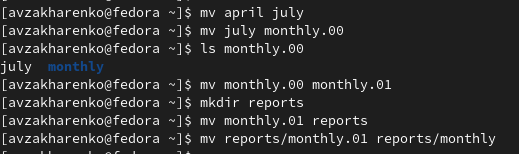 [avzakharenko@fedora ~]$ mv april july
[avzakharenko@fedora ~]$ mv july monthly.00
[avzakharenko@fedora ~]$ ls monthly.00
july  monthly
[avzakharenko@fedora ~]$ mv monthly.00 monthly.01
[avzakharenko@fedora ~]$ mkdir reports
[avzakharenko@fedora ~]$ mv monthly.01 reports
[avzakharenko@fedora ~]$ mv reports/monthly.01 reports/monthly